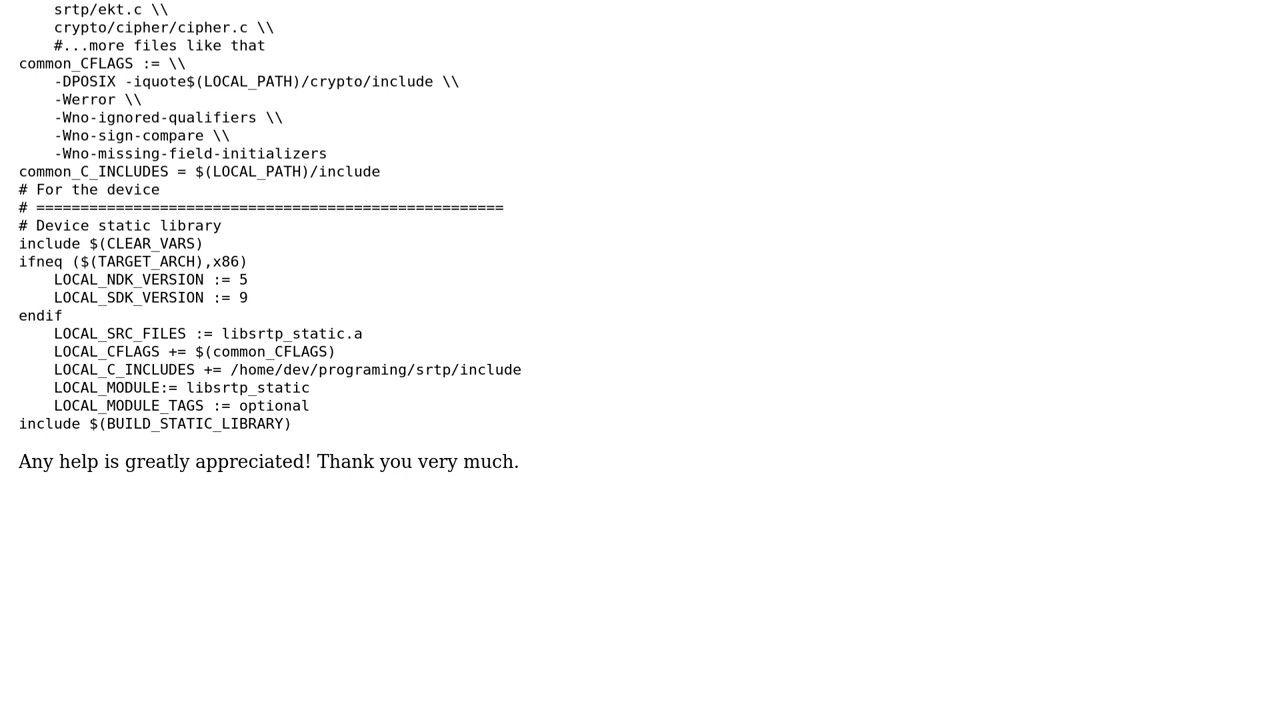 srtp/ekt.c \\
crypto/cipher/cipher.c \\
#...more files like that
common_CFLAGS := \\
-DPOSIX -iquote$(LOCAL_PATH)/crypto/include \\
-Werror \\
-Wno-ignored-qualifiers \\
-Wno-sign-compare \\
-Wno-missing-field-initializers
common_C_INCLUDES = $(LOCAL_PATH)/include
# For the device
# =====================================================
# Device static library
include $(CLEAR_VARS)
ifneq ($(TARGET_ARCH),x86)
LOCAL_NDK_VERSION := 5
LOCAL_SDK_VERSION := 9
endif
LOCAL_SRC_FILES := libsrtp_static.a
LOCAL_CFLAGS += $(common_CFLAGS)
LOCAL_C_INCLUDES += /home/dev/programing/srtp/include
LOCAL_MODULE:= libsrtp_static
LOCAL_MODULE_TAGS := optional
include $(BUILD_STATIC_LIBRARY)
Any help is greatly appreciated! Thank you very much.